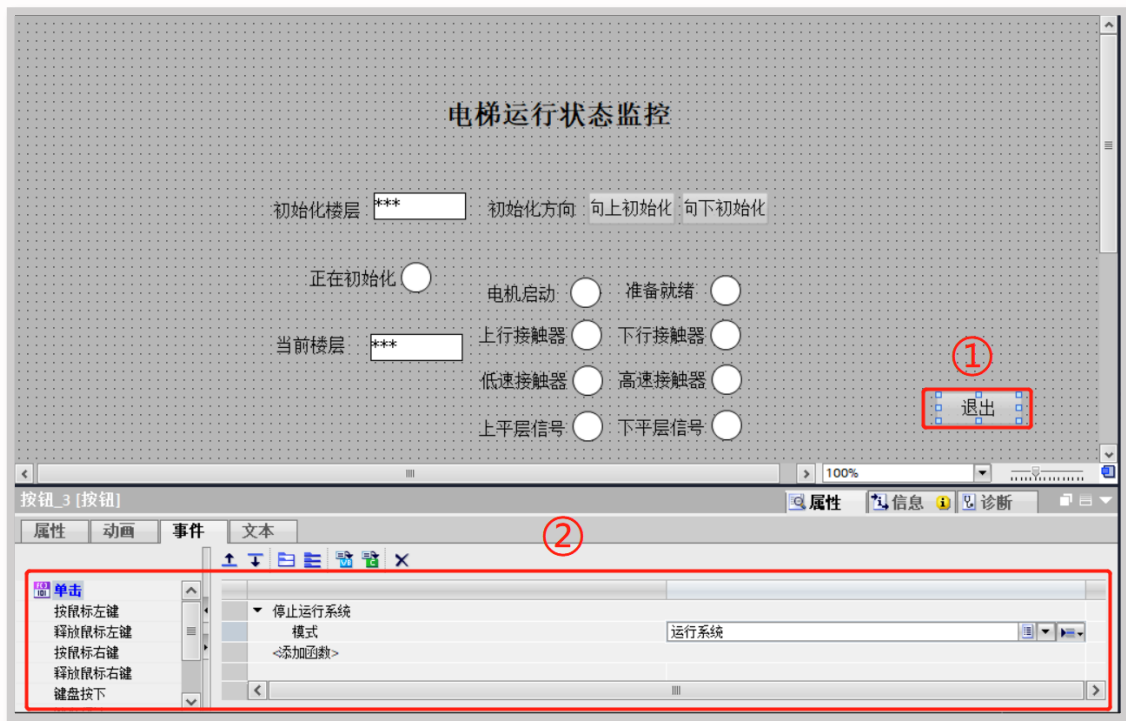 电梯运行状态监控
初始化楼层 *** 初始化方向 向上初始化 向下初始化
正在初始化
电机启动 准备就绪
当前楼层 ***
上行接触器 下行接触器
①
低速接触器 高速接触器
退出
上平层信号 下平层信号
100%
按钮_3 [按钮]
属性 信息 诊断
属性 动画 事件 文本
②
单击
按鼠标左键
释放鼠标左键
按鼠标右键
释放鼠标右键
键盘按下
停止运行系统
模式 运行系统
<添加函数>